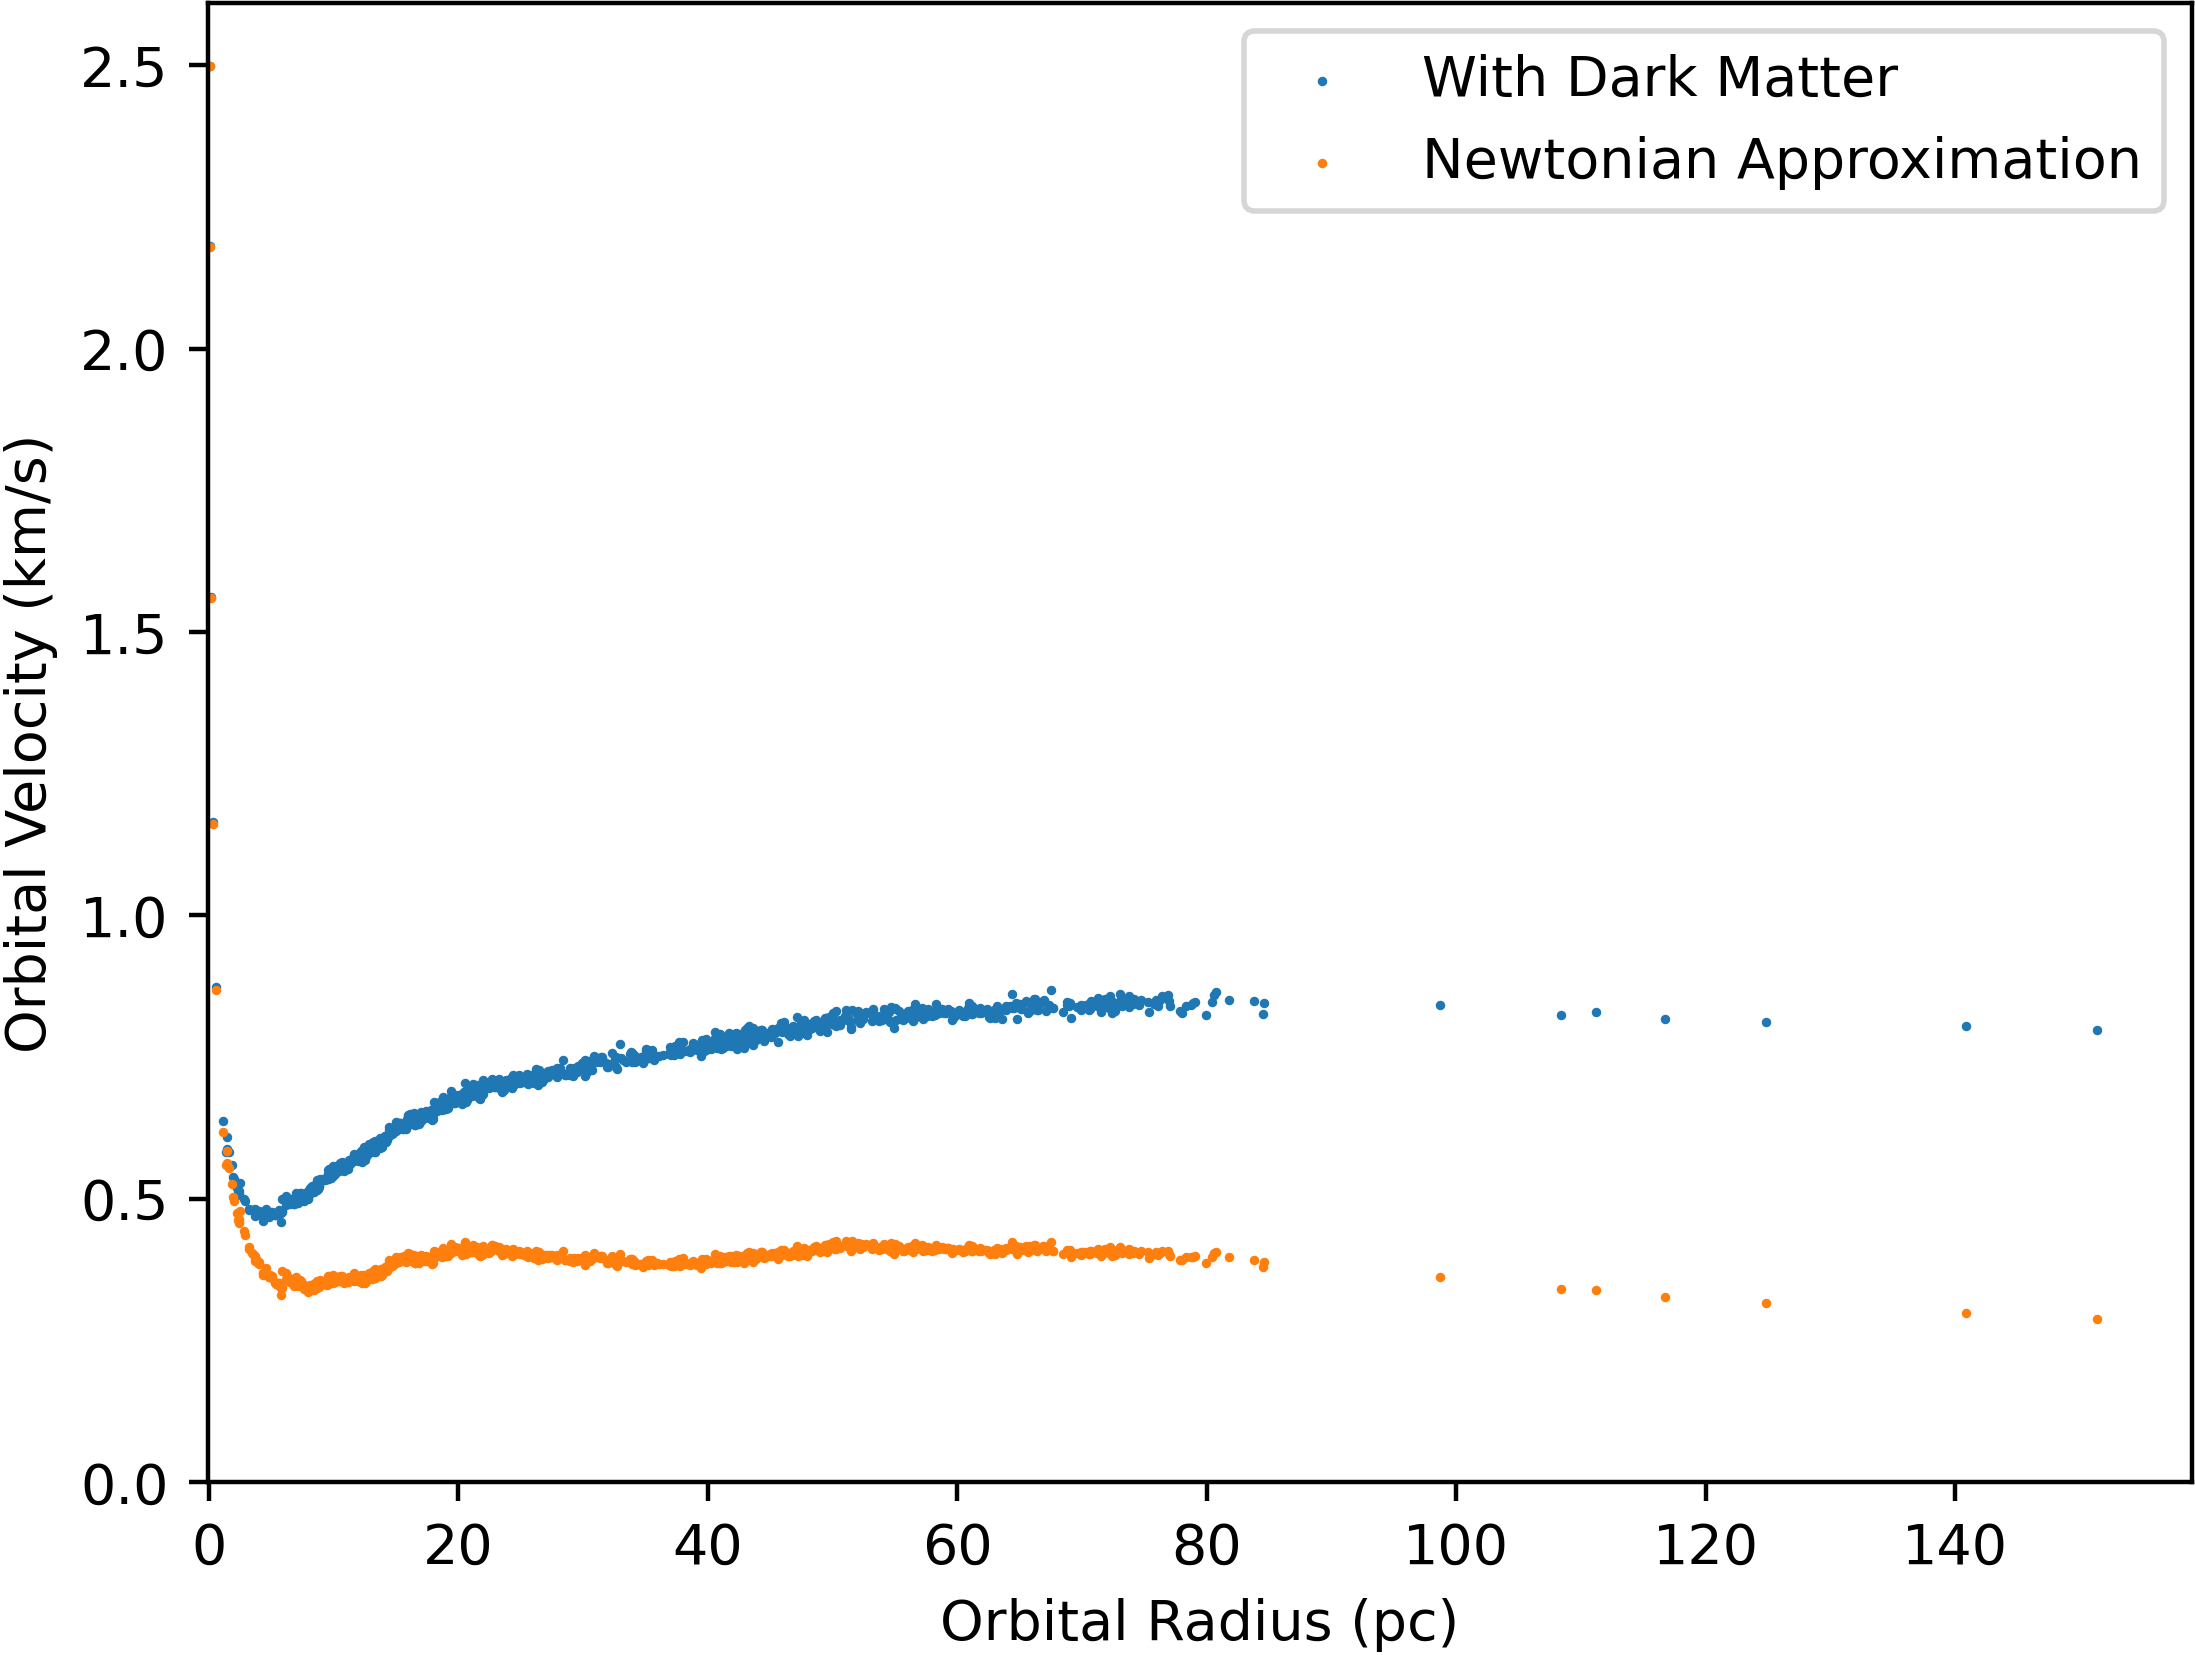 With Dark Matter
Newtonian Approximation
2.5
2.0
1.5
1.0
0.5
0.0
Orbital Velocity (km/s)
0 20 40 60 80 100 120 140
Orbital Radius (pc)